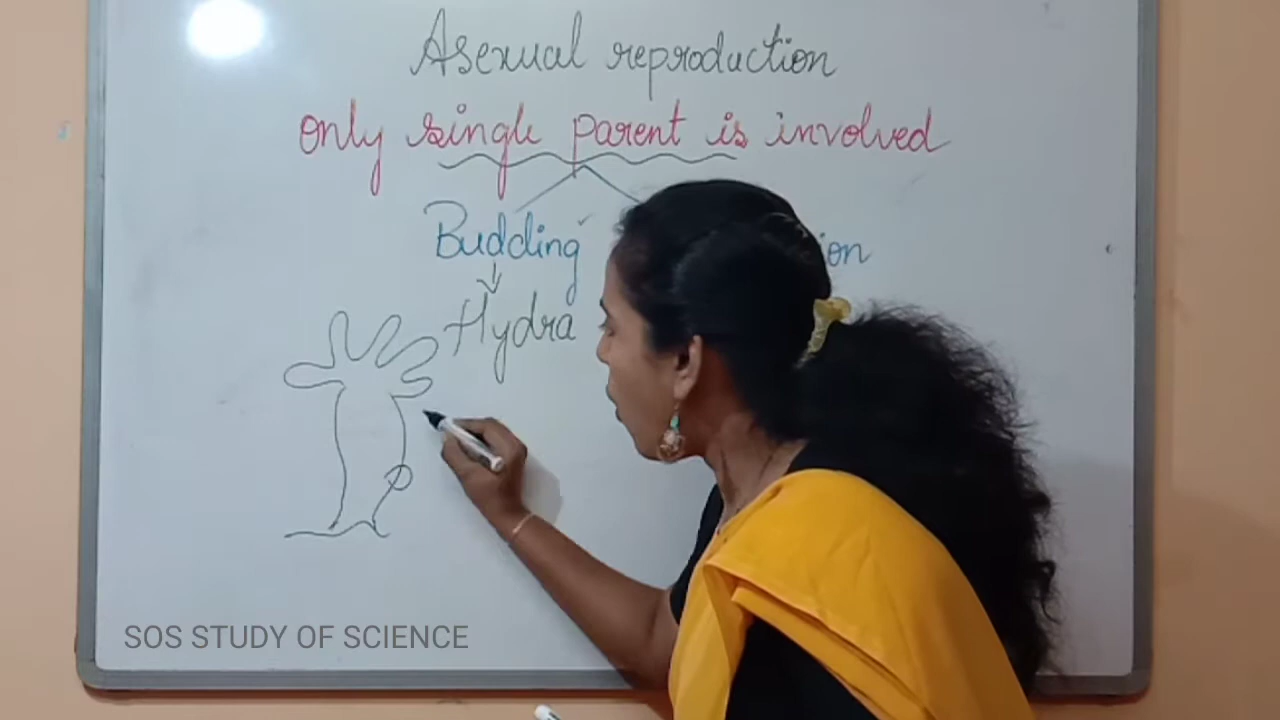 Asexual reproduction
only single parent is involved
Budding
Hydra
SOS STUDY OF SCIENCE